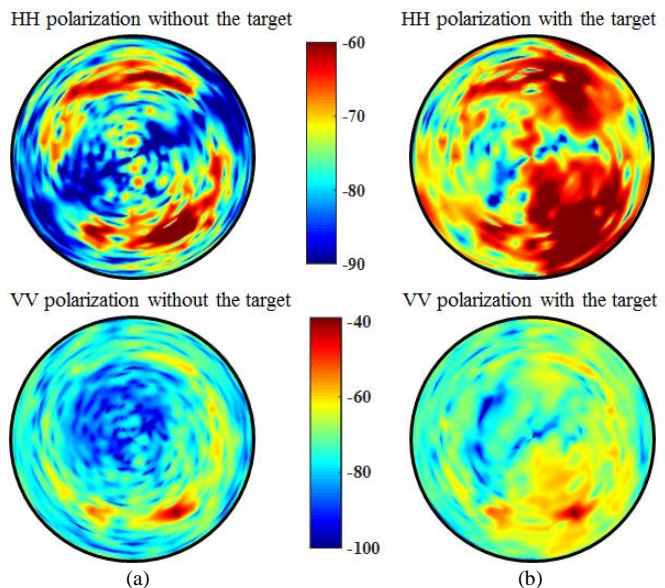 HH polarization without the target
HH polarization with the target
-60
-70
-80
-90
VV polarization without the target
VV polarization with the target
-40
-60
-80
-100
(a)
(b)